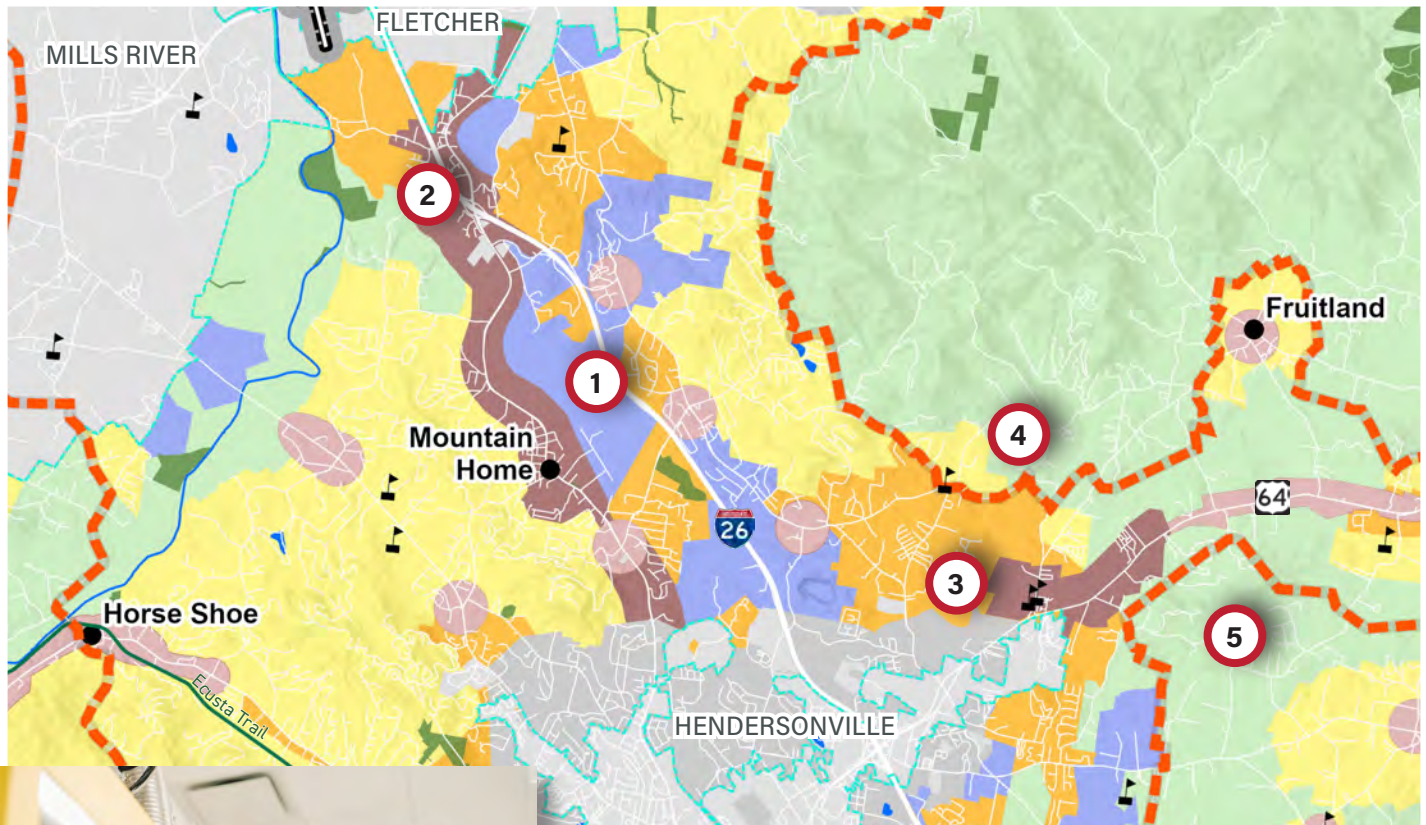 FLETCHER
MILLS RIVER
2
Fruitland
1
4
Mountain
Home
64
26
3
Horse Shoe
5
Ecusta Trail
HENDERSONVILLE